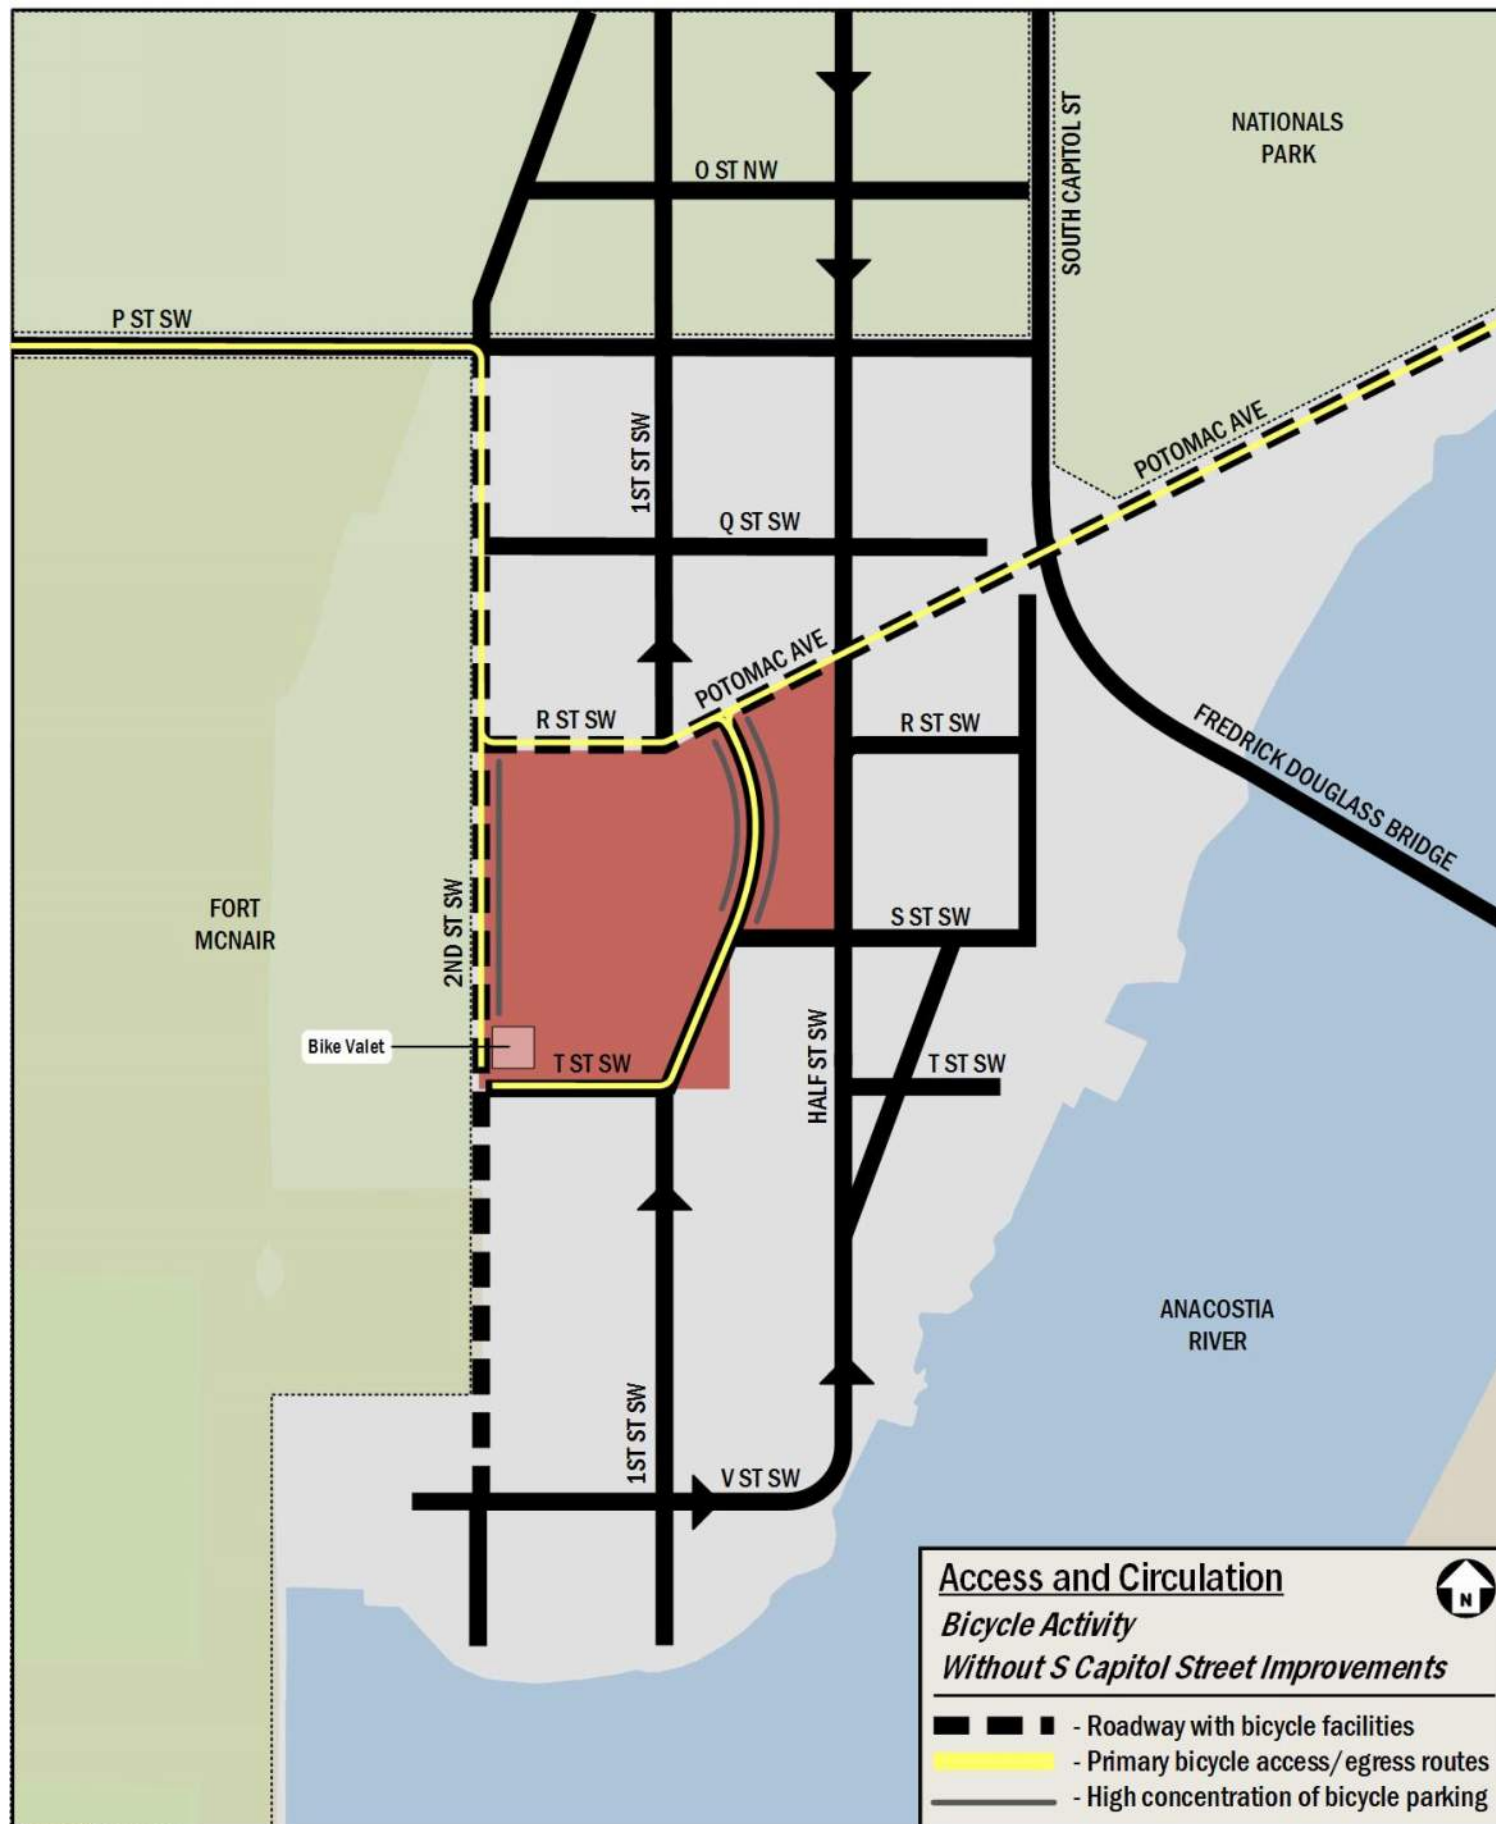 NATIONALS
PARK
SOUTH CAPITOL ST
O ST NW
P ST SW
POTOMAC AVE
1ST ST SW
Q ST SW
POTOMAC AVE
R ST SW
R ST SW
FREDRICK DOUGLASS BRIDGE
2ND ST SW
FORT
MCNAIR
S ST SW
Bike Valet
T ST SW
HALF ST SW
T ST SW
ANACOSTIA
RIVER
1ST ST SW
V ST SW
Access and Circulation
N
Bicycle Activity
Without S Capitol Street Improvements
- Roadway with bicycle facilities
- Primary bicycle access/egress routes
- High concentration of bicycle parking